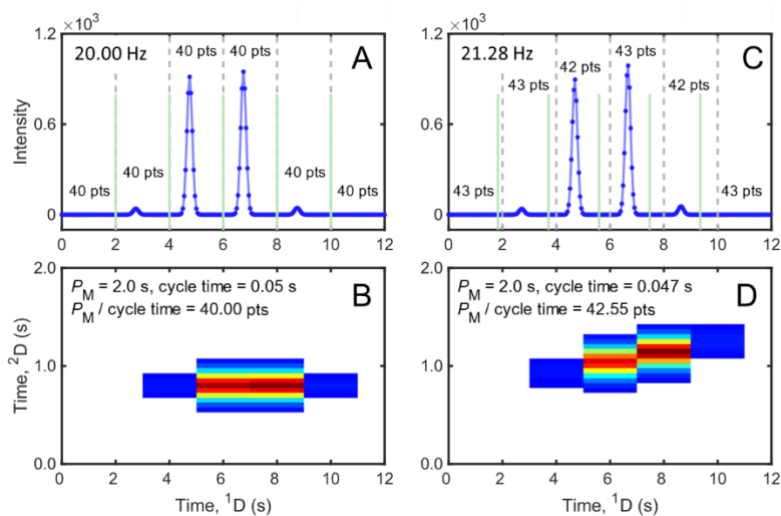 ×10³
1.2
0.6
0
Intensity
20.00 Hz
40 pts
40 pts
A
40 pts
40 pts
40 pts
40 pts
0 2 4 6 8 10 12
×10³
1.2
0.6
0
21.28 Hz
43 pts
C
43 pts
42 pts
42 pts
43 pts
43 pts
0 2 4 6 8 10 12
2.0
1.0
0.0
Time, ²D (s)
P_M = 2.0 s, cycle time = 0.05 s
P_M / cycle time = 40.00 pts
B
0 2 4 6 8 10 12
Time, ¹D (s)
2.0
1.0
0.0
P_M = 2.0 s, cycle time = 0.047 s
P_M / cycle time = 42.55 pts
D
0 2 4 6 8 10 12
Time, ¹D (s)